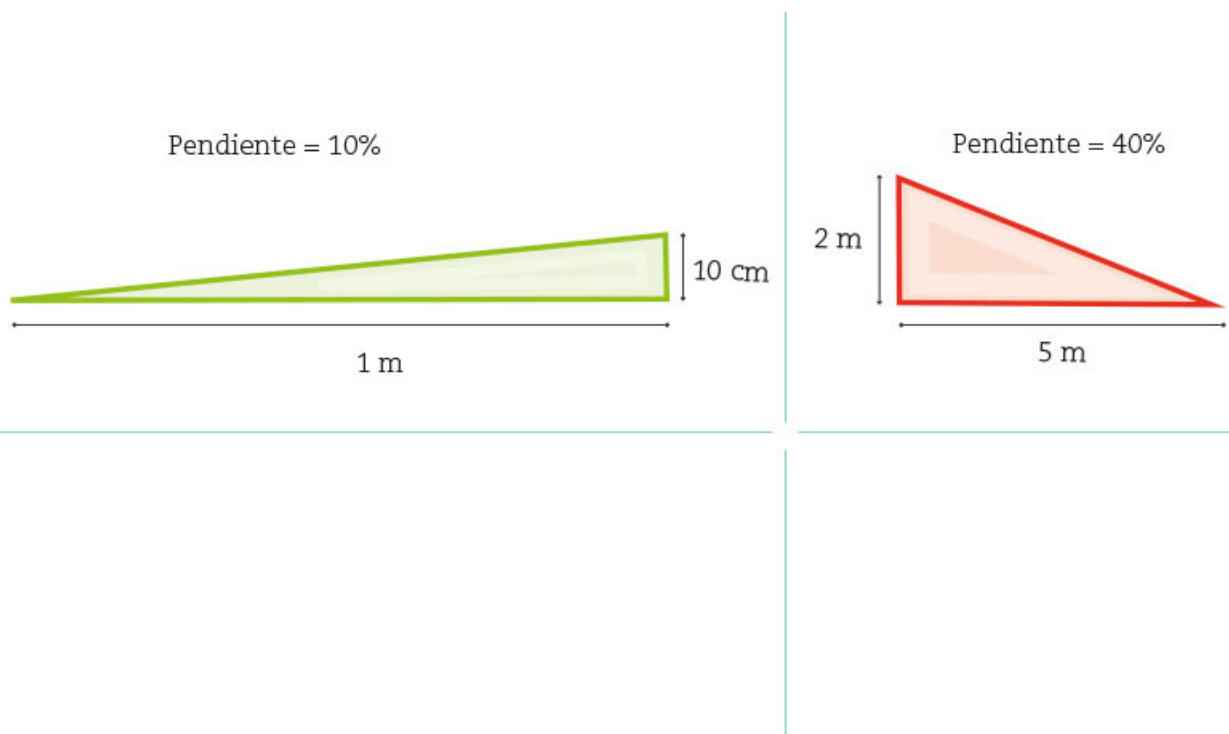 Pendiente = 10%
10 cm
1 m
Pendiente = 40%
2 m
5 m